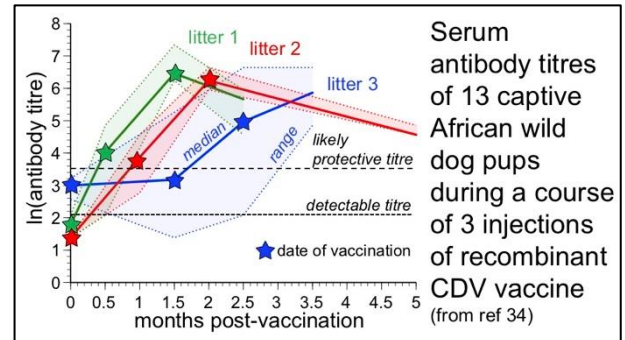 8
7
6
5
4
3
2
1
0
ln(antibody titre)
litter 1
litter 2
litter 3
median
range
likely
protective titre
detectable titre
date of vaccination
0 0.5 1 1.5 2 2.5 3 3.5 4 4.5 5
months post-vaccination
Serum
antibody titres
of 13 captive
African wild
dog pups
during a course
of 3 injections
of recombinant
CDV vaccine
(from ref 34)